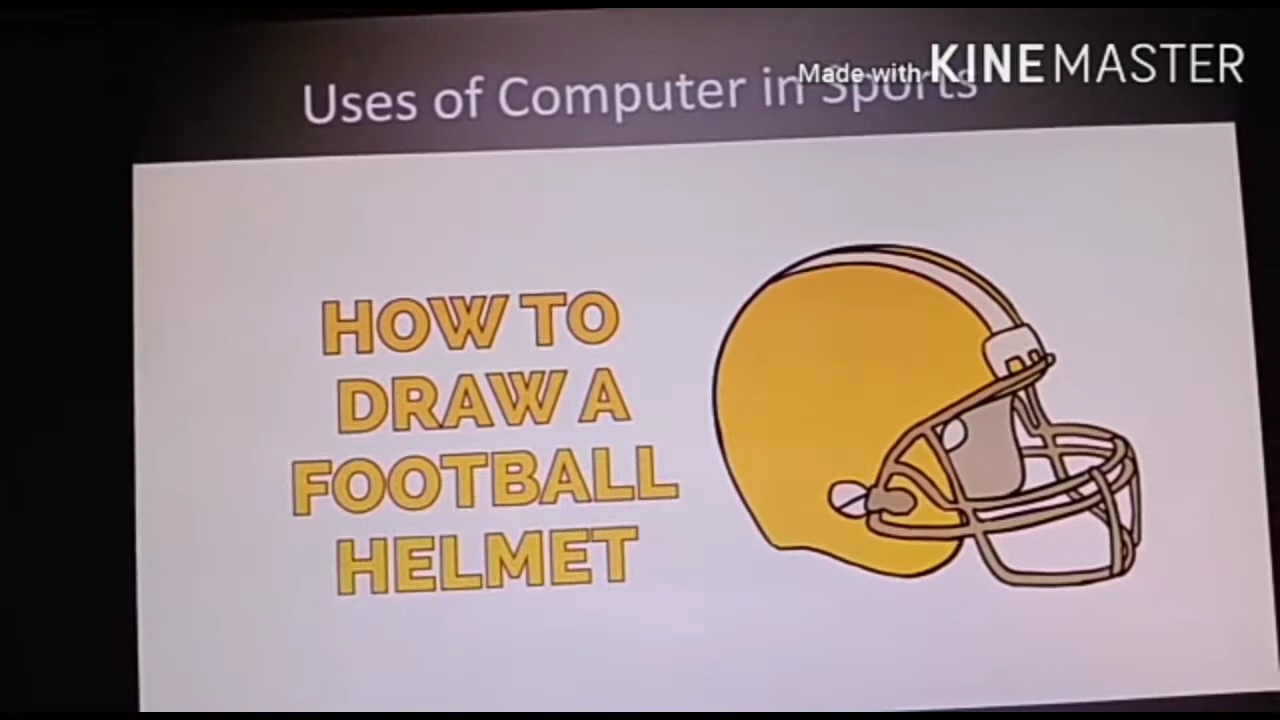 Made with KINEMASTER
Uses of Computer in Sports
HOW TO
DRAW A
FOOTBALL
HELMET